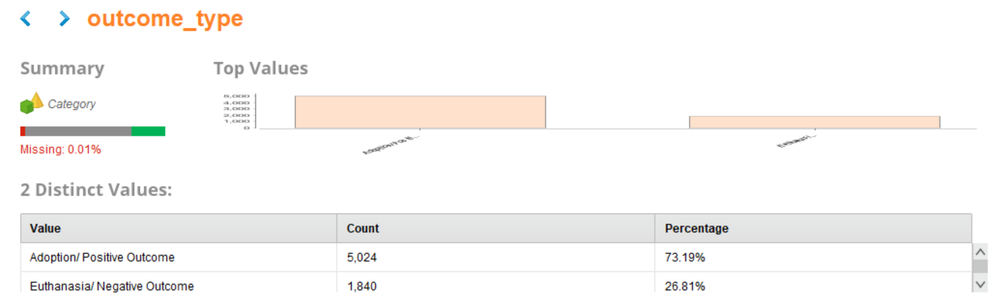 outcome_type
Summary
Top Values
Category
5,000
4,000
3,000
2,000
1,000
0
Missing: 0.01%
Adoption/ Pos
2 Distinct Values:
Value Count Percentage
Adoption/ Positive Outcome 5,024 73.19%
Euthanasia/ Negative Outcome 1,840 26.81%